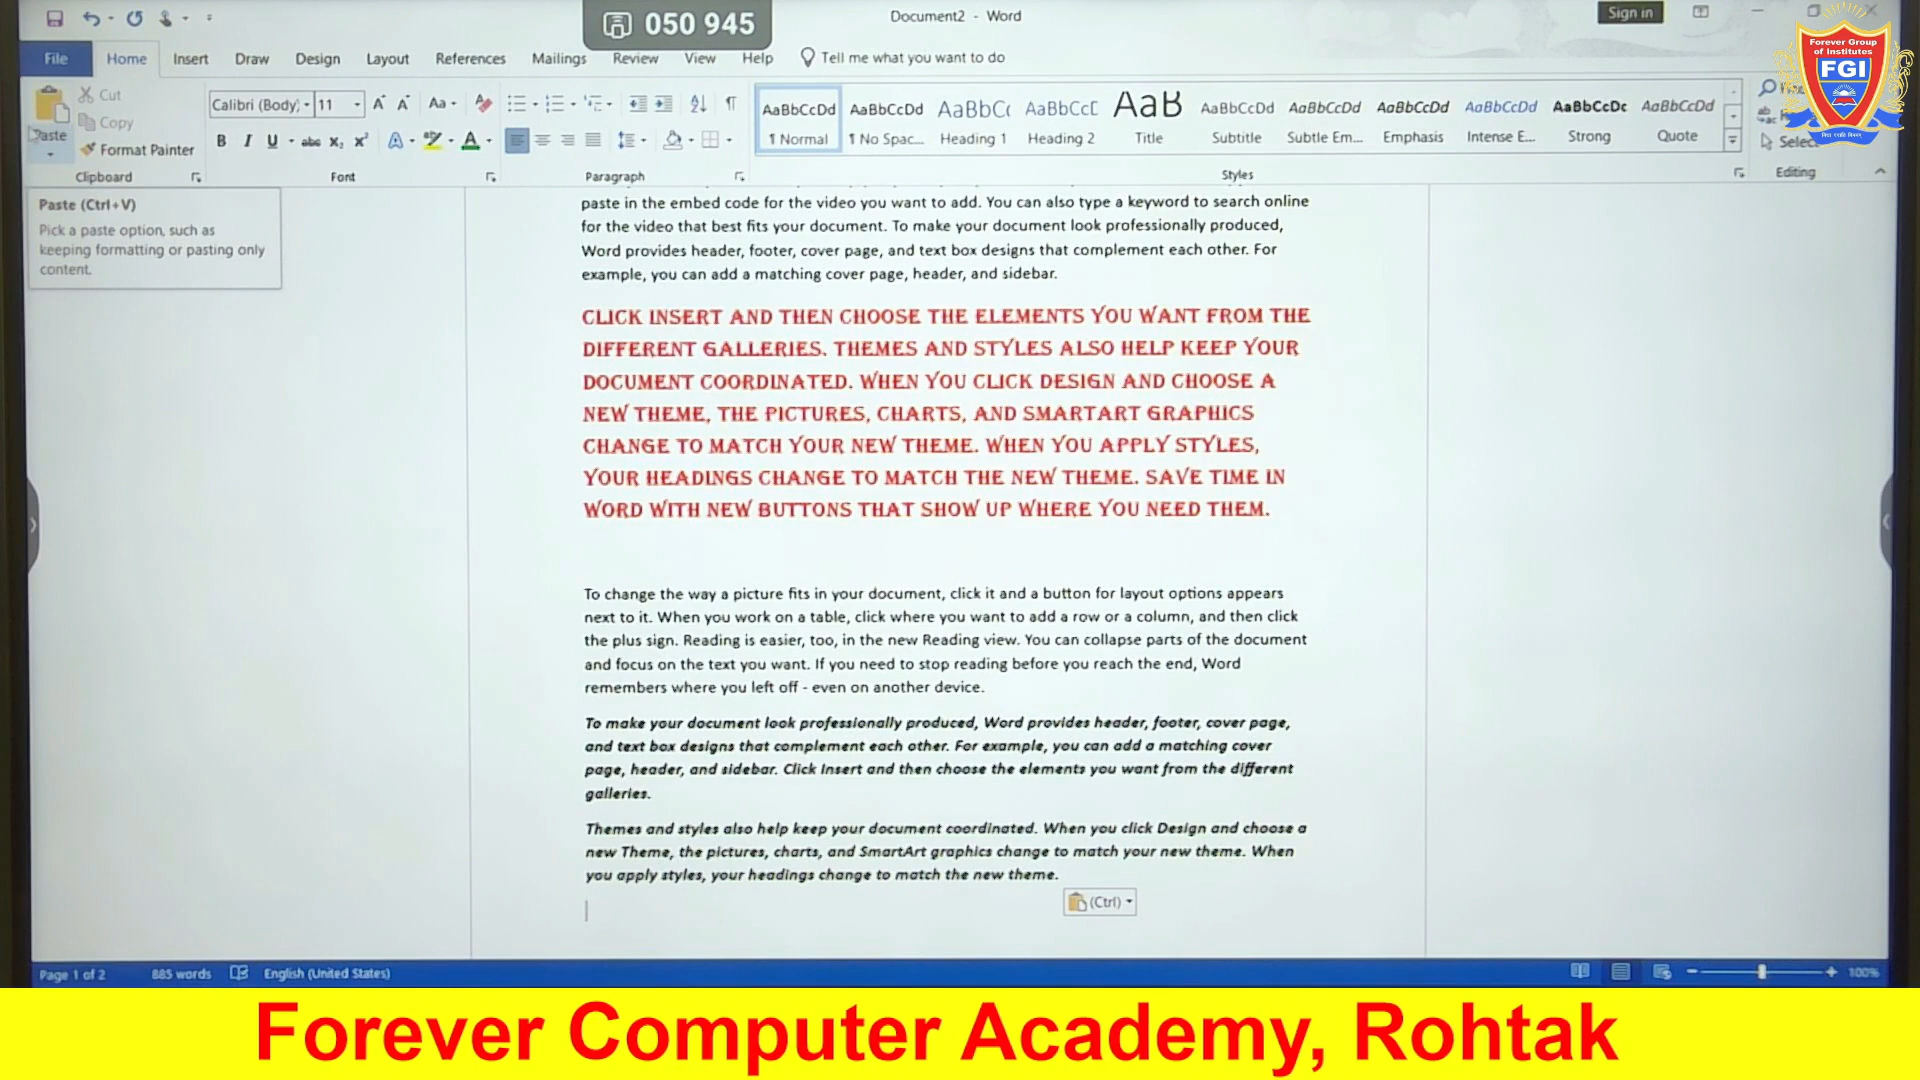 050 945
Document2 - Word
Sign in
File Home Insert Draw Design Layout References Mailings Review View Help Tell me what you want to do
Forever Group
of Institutes
FGI
Paste
Cut
Copy
Format Painter
Clipboard
Calibri (Body) 11
Aa
B I U abc X₂ X² A A
Font
Paragraph
AaBbCcDd AaBbCcDd AaBbC AaBbCcD AaB AaBbCcDd AaBbCcDd AaBbCcDd AaBbCcDd AaBbCcDc AaBbCcDd
¶ Normal ¶ No Spac... Heading 1 Heading 2 Title Subtitle Subtle Em... Emphasis Intense E... Strong Quote
Styles
Select
Editing
Paste (Ctrl+V)
Pick a paste option, such as
keeping formatting or pasting only
content.
paste in the embed code for the video you want to add. You can also type a keyword to search online
for the video that best fits your document. To make your document look professionally produced,
Word provides header, footer, cover page, and text box designs that complement each other. For
example, you can add a matching cover page, header, and sidebar.
CLICK INSERT AND THEN CHOOSE THE ELEMENTS YOU WANT FROM THE
DIFFERENT GALLERIES. THEMES AND STYLES ALSO HELP KEEP YOUR
DOCUMENT COORDINATED. WHEN YOU CLICK DESIGN AND CHOOSE A
NEW THEME, THE PICTURES, CHARTS, AND SMARTART GRAPHICS
CHANGE TO MATCH YOUR NEW THEME. WHEN YOU APPLY STYLES,
YOUR HEADINGS CHANGE TO MATCH THE NEW THEME. SAVE TIME IN
WORD WITH NEW BUTTONS THAT SHOW UP WHERE YOU NEED THEM.
To change the way a picture fits in your document, click it and a button for layout options appears
next to it. When you work on a table, click where you want to add a row or a column, and then click
the plus sign. Reading is easier, too, in the new Reading view. You can collapse parts of the document
and focus on the text you want. If you need to stop reading before you reach the end, Word
remembers where you left off - even on another device.
To make your document look professionally produced, Word provides header, footer, cover page,
and text box designs that complement each other. For example, you can add a matching cover
page, header, and sidebar. Click Insert and then choose the elements you want from the different
galleries.
Themes and styles also help keep your document coordinated. When you click Design and choose a
new Theme, the pictures, charts, and SmartArt graphics change to match your new theme. When
you apply styles, your headings change to match the new theme.
(Ctrl)
Page 1 of 2 885 words English (United States) 100%
Forever Computer Academy, Rohtak